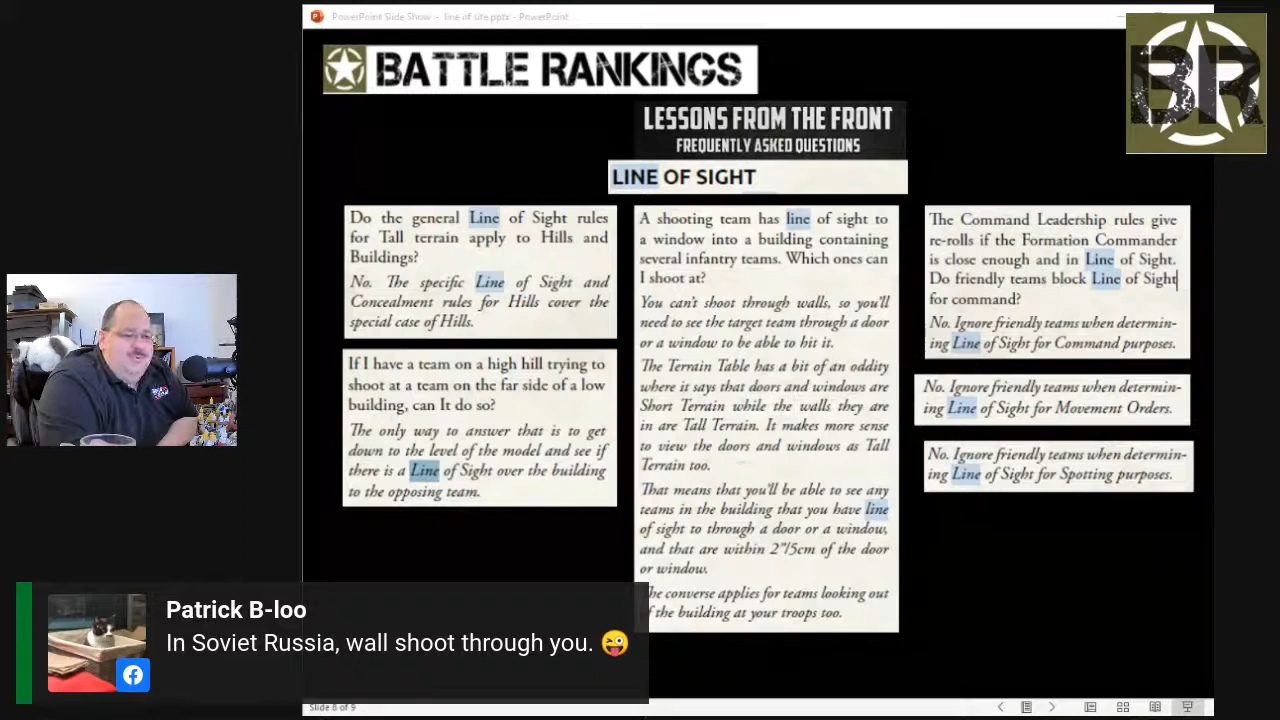 PowerPoint Slide Show - line of site.pptx - PowerPoint
BATTLE RANKINGS
BR
LESSONS FROM THE FRONT
FREQUENTLY ASKED QUESTIONS
LINE OF SIGHT
Do the general Line of Sight rules
for Tall terrain apply to Hills and
Buildings?
No. The specific Line of Sight and
Concealment rules for Hills cover the
special case of Hills.
If I have a team on a high hill trying to
shoot at a team on the far side of a low
building, can It do so?
The only way to answer that is to get
down to the level of the model and see if
there is a Line of Sight over the building
to the opposing team.
A shooting team has line of sight to
a window into a building containing
several infantry teams. Which ones can
I shoot at?
You can't shoot through walls, so you'll
need to see the target team through a door
or a window to be able to hit it.
The Terrain Table has a bit of an oddity
where it says that doors and windows are
Short Terrain while the walls they are
in are Tall Terrain. It makes more sense
to view the doors and windows as Tall
Terrain too.
That means that you'll be able to see any
teams in the building that you have line
of sight to through a door or a window,
and that are within 2"/5cm of the door
or window.
he converse applies for teams looking out
f the building at your troops too.
The Command Leadership rules give
re-rolls if the Formation Commander
is close enough and in Line of Sight.
Do friendly teams block Line of Sight
for command?
No. Ignore friendly teams when determin-
ing Line of Sight for Command purposes.
No. Ignore friendly teams when determin-
ing Line of Sight for Movement Orders.
No. Ignore friendly teams when determin-
ing Line of Sight for Spotting purposes.
Patrick B-loo
In Soviet Russia, wall shoot through you. 😜
Slide 8 of 9